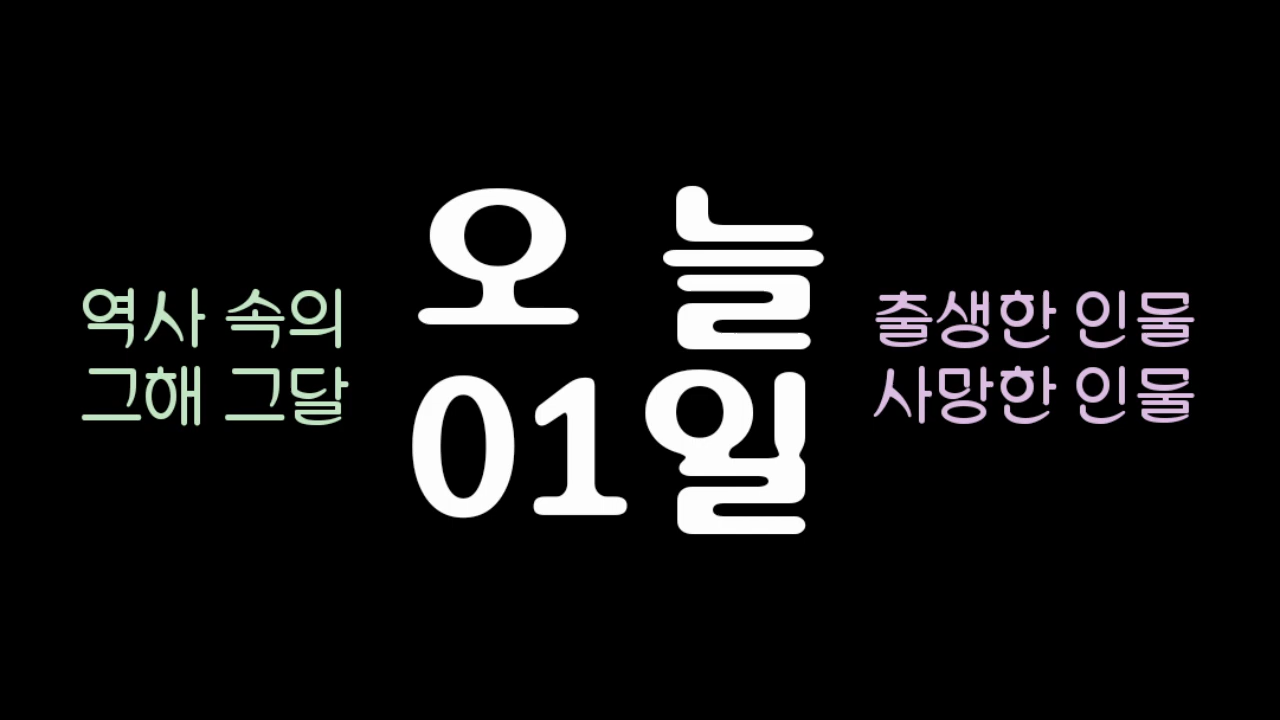 역사 속의
그해 그달
오 늘
01일
출생한 인물
사망한 인물